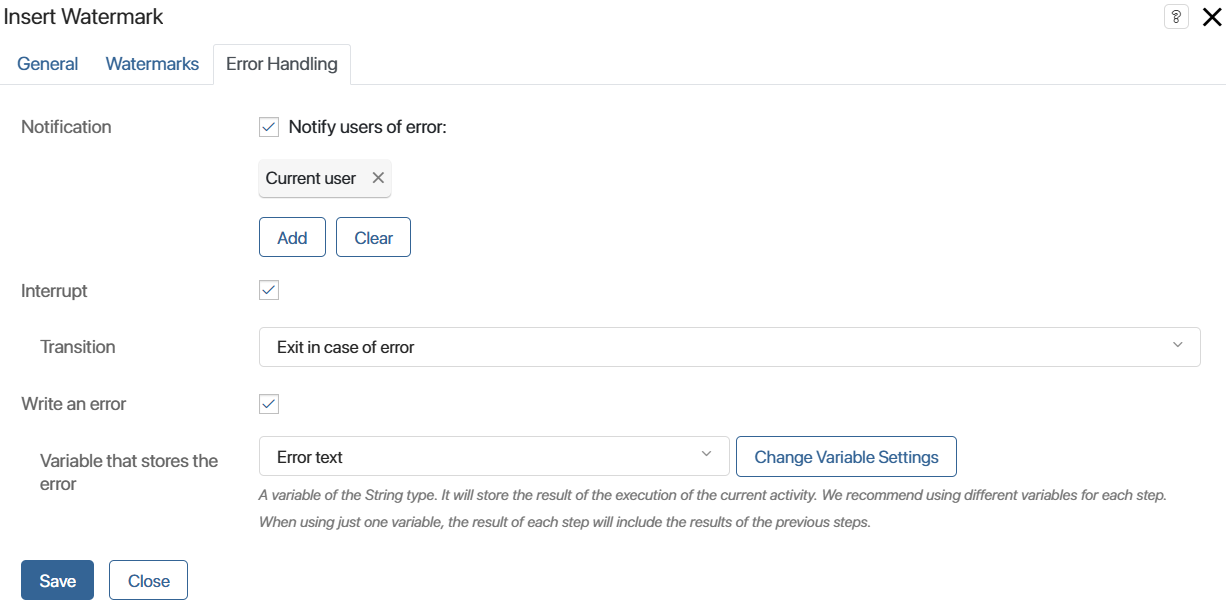 Insert Watermark
?
General Watermarks Error Handling
Notification
Notify users of error:
Current user
Add Clear
Interrupt
Transition
Exit in case of error
Write an error
Variable that stores the
error
Error text
Change Variable Settings
A variable of the String type. It will store the result of the execution of the current activity. We recommend using different variables for each step.
When using just one variable, the result of each step will include the results of the previous steps.
Save Close